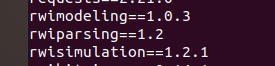 rwimodeling==1.0.3
rwiparsing==1.2
rwisimulation==1.2.1